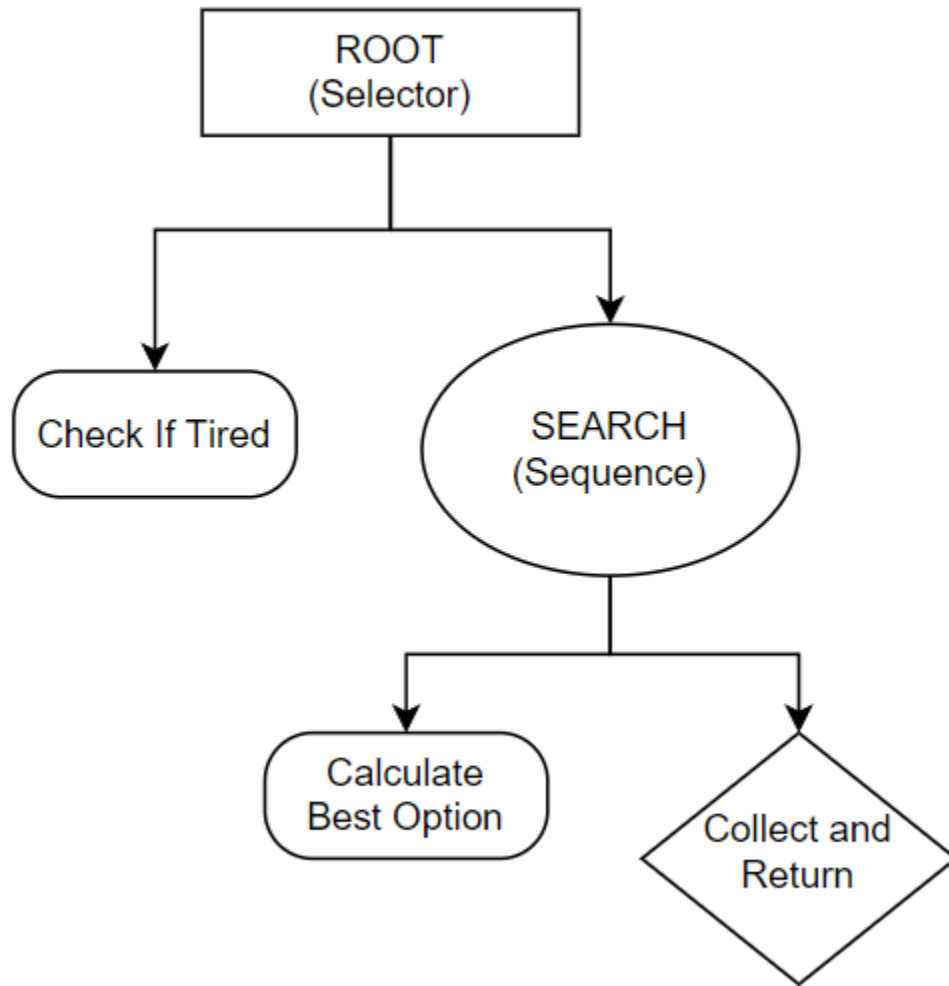 ROOT
(Selector)
Check If Tired
SEARCH
(Sequence)
Calculate
Best Option
Collect and
Return